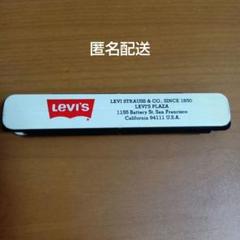 匿名配送
LEVI'S
LEVI STRAUSS & CO., SINCE 1850
LEVI'S PLAZA
1155 Battery St. San Francisco
California 94111 U.S.A.